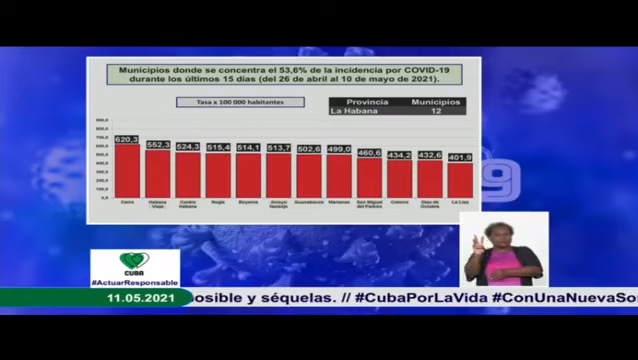 Municipios donde se concentra el 53,6% de la incidencia por COVID-19
durante los últimos 15 días (del 26 de abril al 10 de mayo de 2021).
Tasa x 100 000 habitantes
Provincia Municipios
La Habana 12
900,0
800,0
700,0
600,0
500,0
400,0
300,0
200,0
100,0
0,0
620,3 552,3 524,3 515,4 514,1 513,7 502,6 499,0 460,6 434,2 432,6 401,9
Cerro Habana Vieja Centro Habana Regla Boyeros Arroyo Naranjo Guanabacoa Marianao San Miguel del Padrón Cotorro Diez de Octubre La Lisa
9
CUBA
#ActuarResponsable
11.05.2021 posible y séquelas. // #CubaPorLaVida #ConUnaNuevaSon